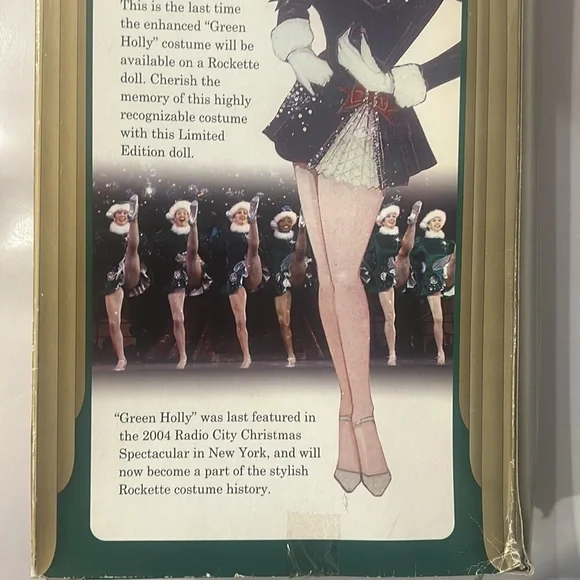 This is the last time
the enhanced “Green
Holly” costume will be
available on a Rockette
doll. Cherish the
memory of this highly
recognizable costume
with this Limited
Edition doll.
“Green Holly” was last featured in
the 2004 Radio City Christmas
Spectacular in New York, and will
now become a part of the stylish
Rockette costume history.